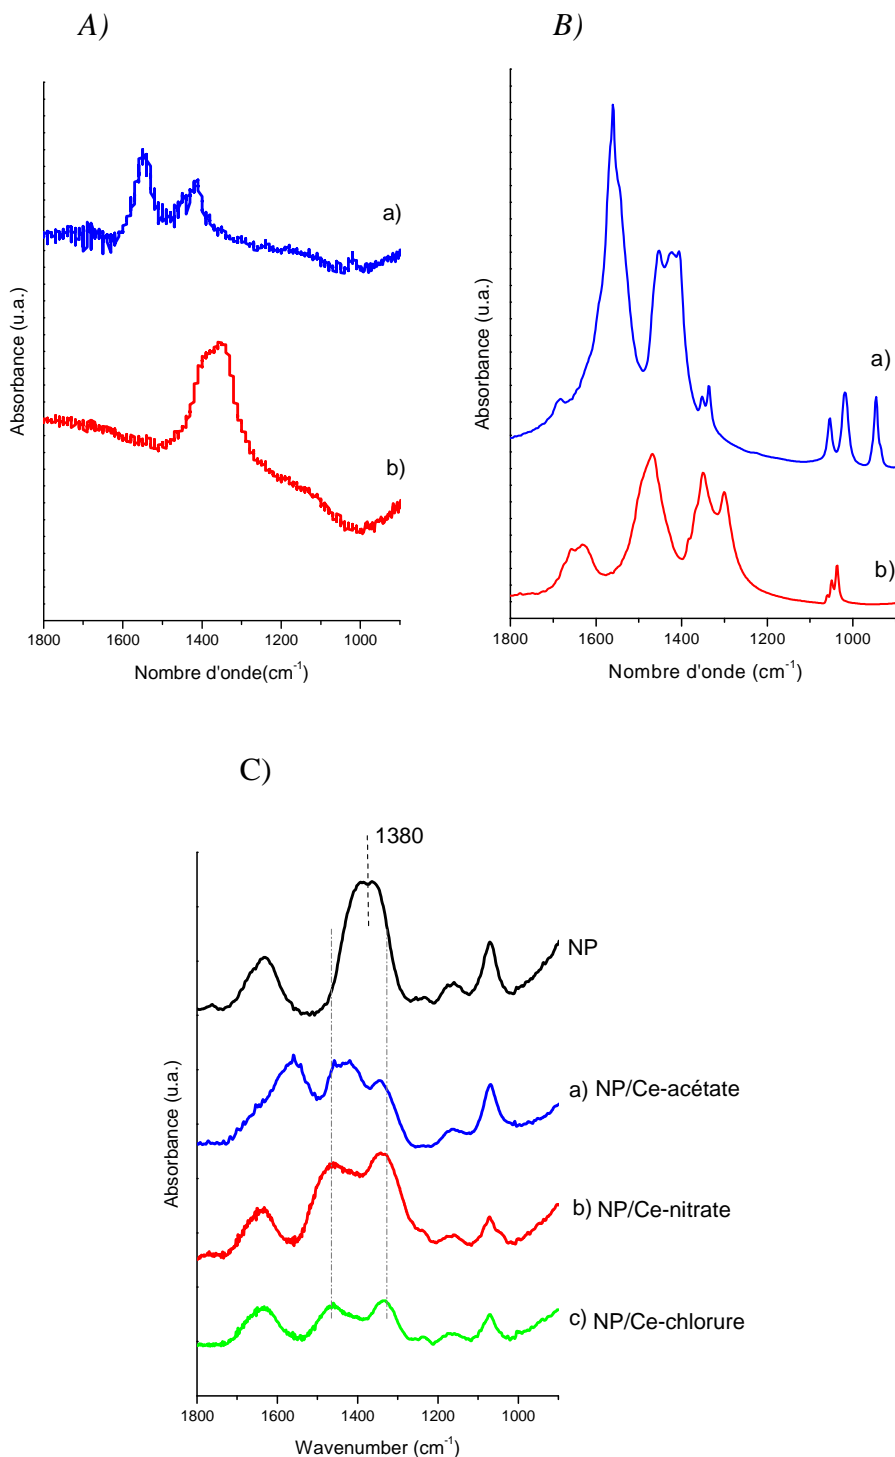 A)
B)
Absorbance (u.a.)
a)
b)
1800
1600
1400
1200
1000
Nombre d'onde(cm-1)
Absorbance (u.a.)
a)
b)
1800
1600
1400
1200
1000
Nombre d'onde (cm-1)
C)
1380
NP
a) NP/Ce-acétate
b) NP/Ce-nitrate
c) NP/Ce-chlorure
Absorbance (u.a.)
1800
1600
1400
1200
1000
Wavenumber (cm-1)